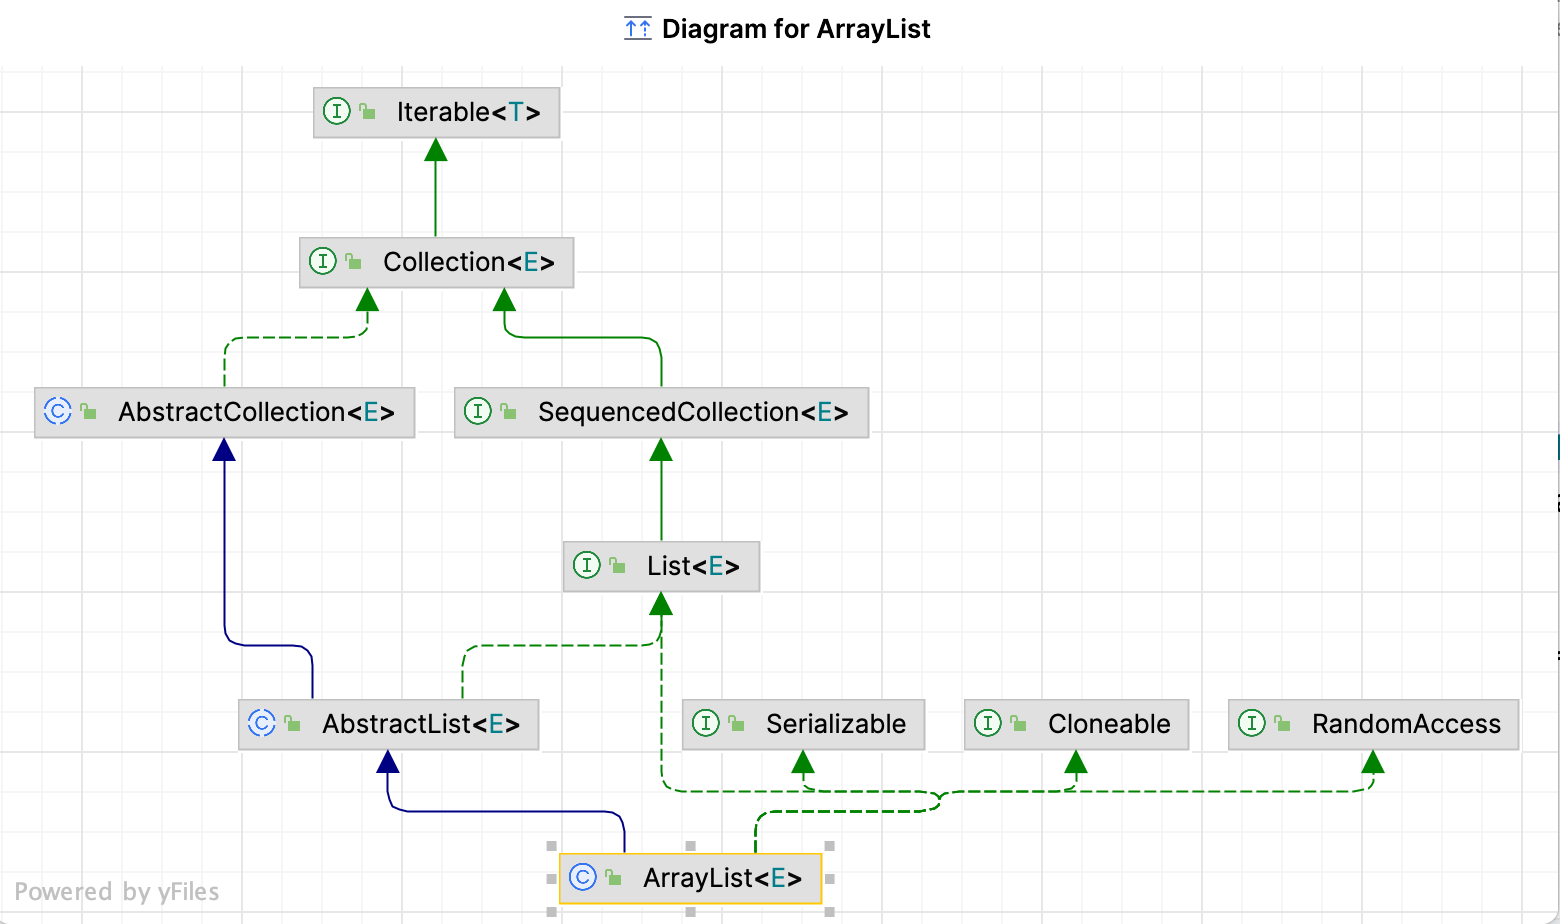 Diagram for ArrayList
I Iterable<T>
I Collection<E>
C AbstractCollection<E>
I SequencedCollection<E>
I List<E>
C AbstractList<E>
I Serializable
I Cloneable
I RandomAccess
C ArrayList<E>
Powered by yFiles